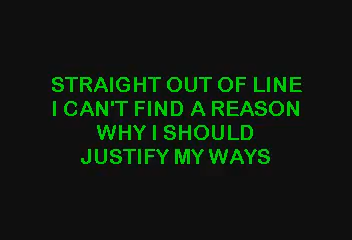 STRAIGHT OUT OF LINE
I CAN'T FIND A REASON
WHY I SHOULD
JUSTIFY MY WAYS